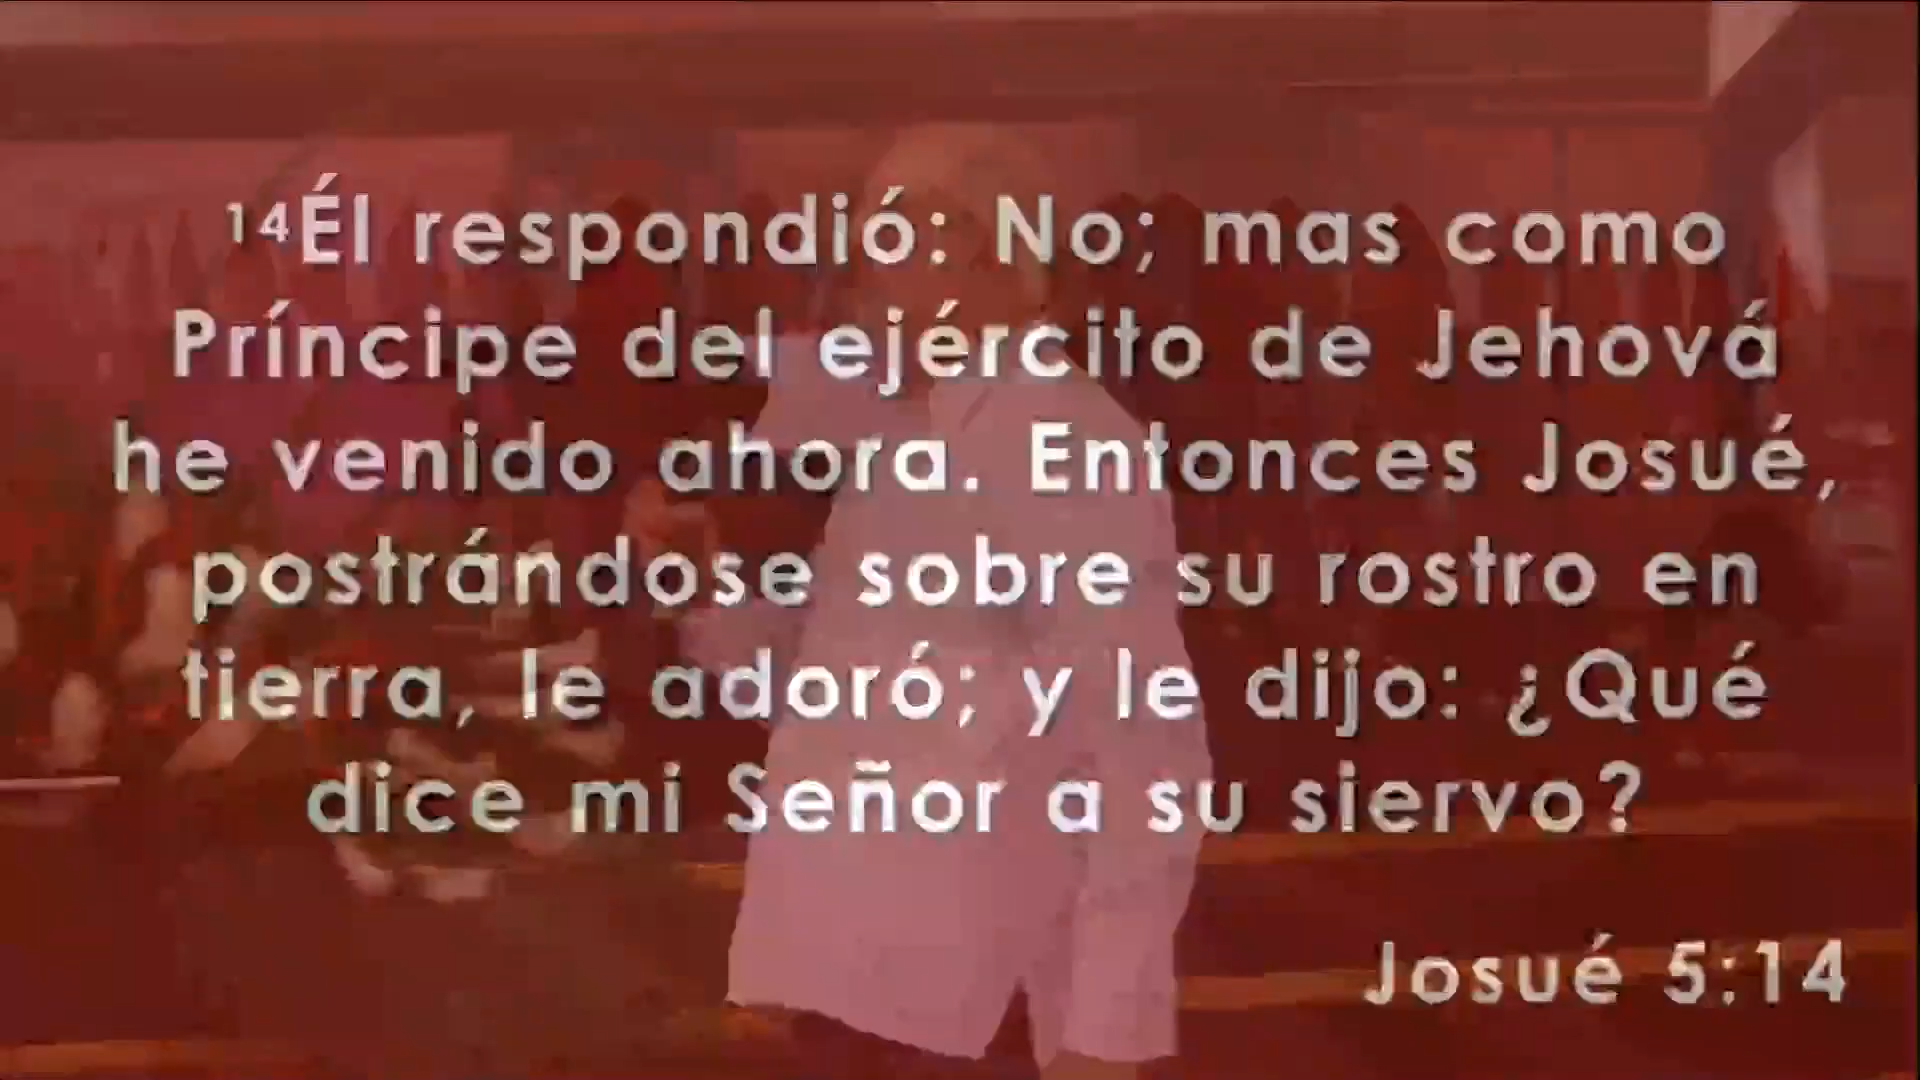 14Él respondió: No; mas como
Príncipe del ejército de Jehová
he venido ahora. Entonces Josué,
postrándose sobre su rostro en
tierra, le adoró; y le dijo: ¿Qué
dice mi Señor a su siervo?
Josué 5:14